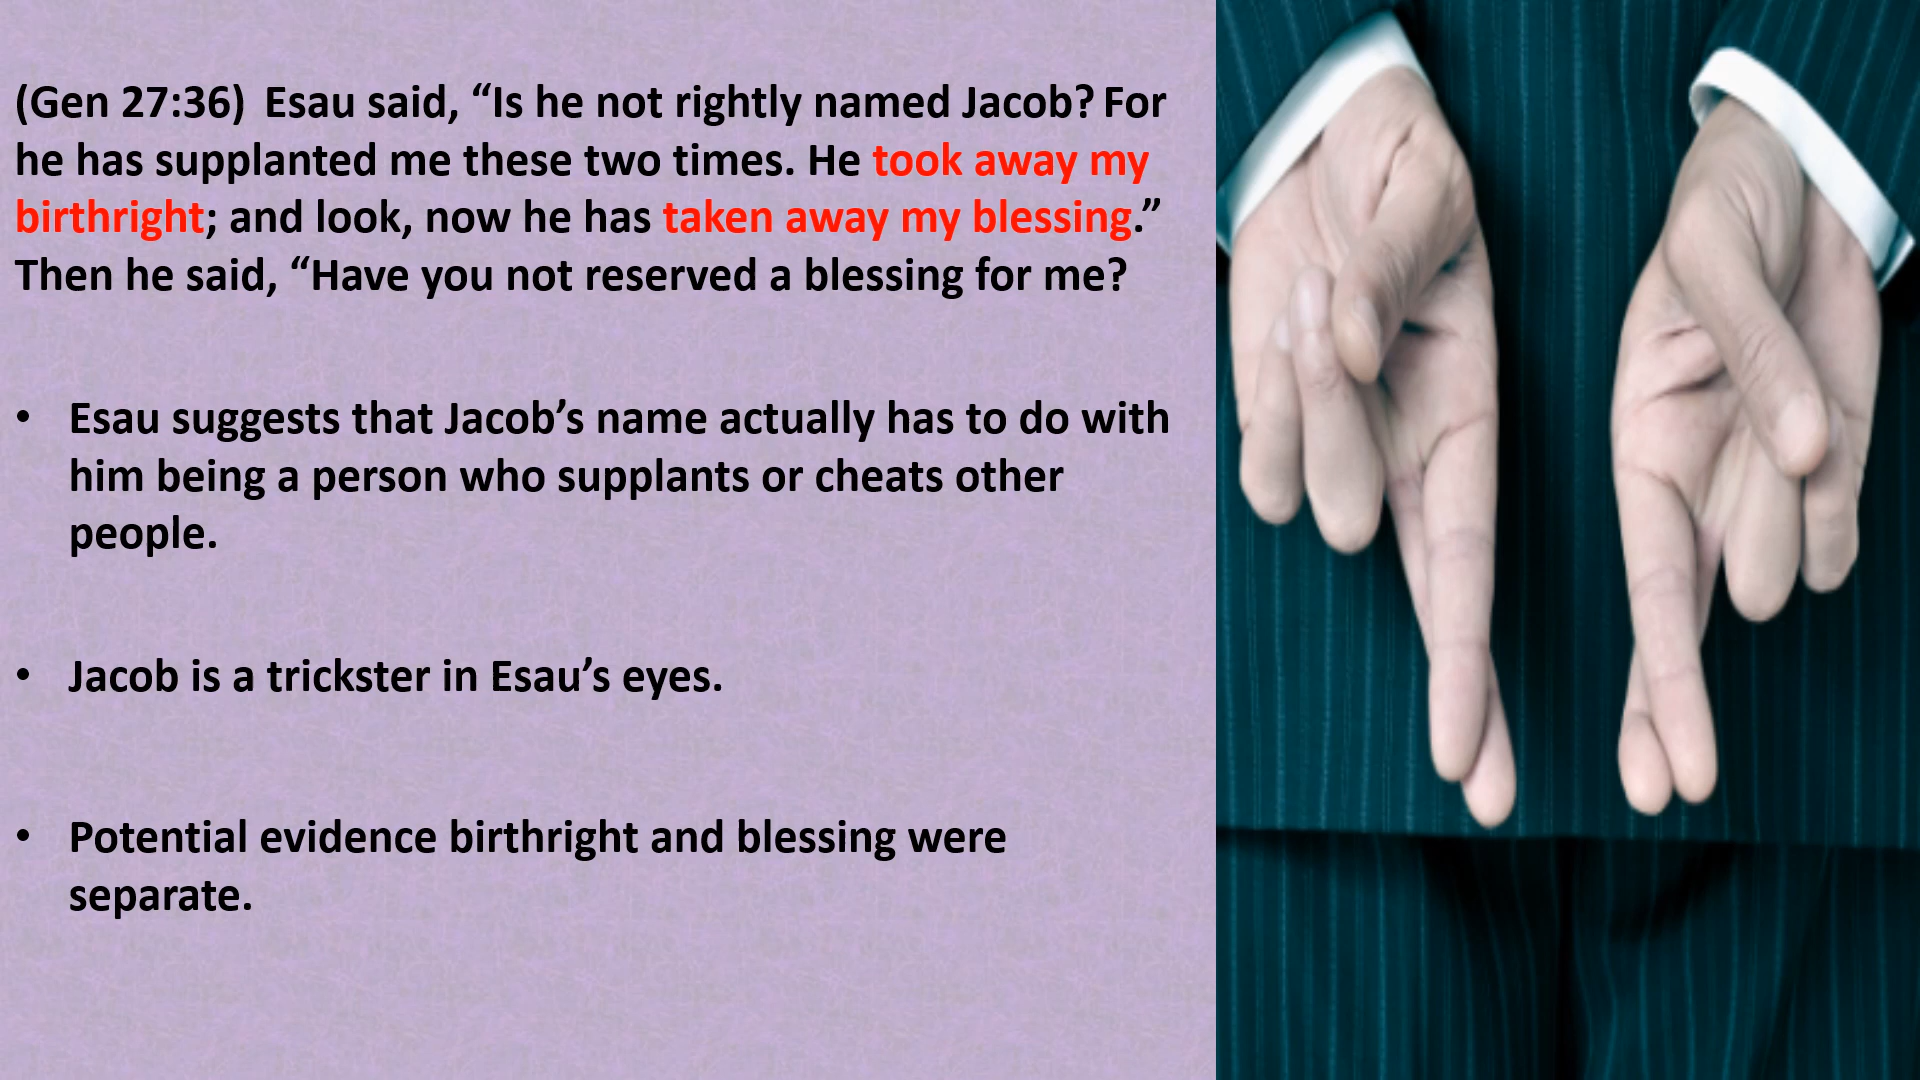 (Gen 27:36)  Esau said, “Is he not rightly named Jacob? For
he has supplanted me these two times. He took away my
birthright; and look, now he has taken away my blessing.”
Then he said, “Have you not reserved a blessing for me?
• Esau suggests that Jacob’s name actually has to do with
him being a person who supplants or cheats other
people.
• Jacob is a trickster in Esau’s eyes.
• Potential evidence birthright and blessing were
separate.